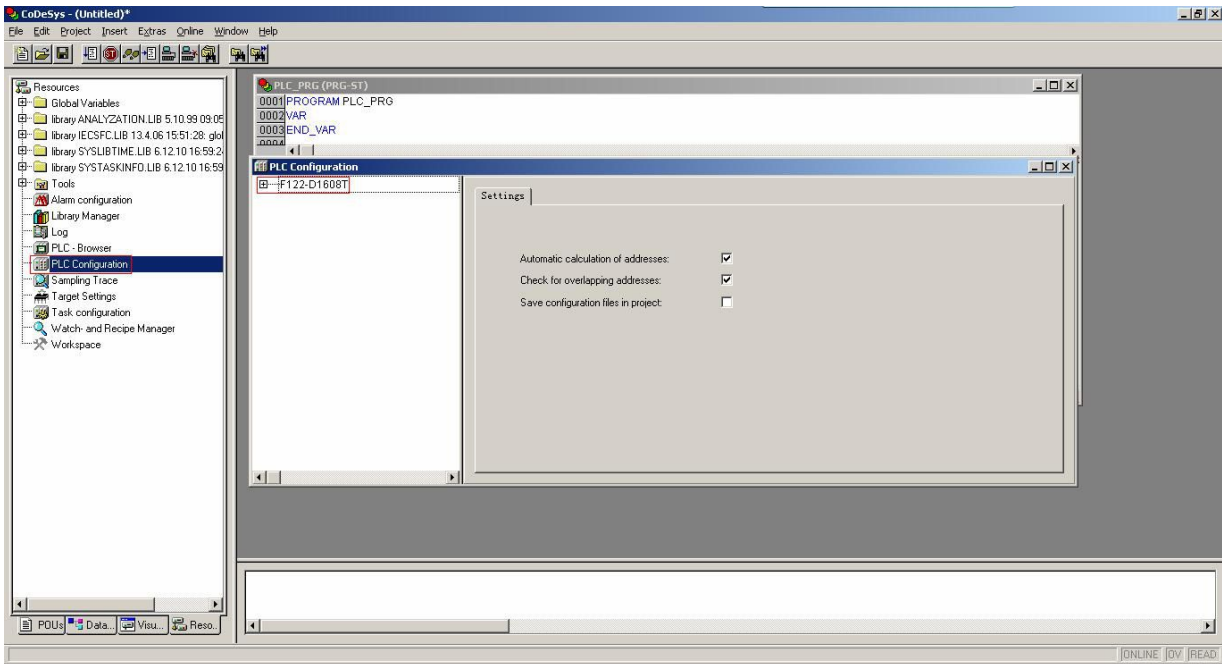 CoDeSys - (Untitled)*
File Edit Project Insert Extras Online Window Help
Resources
Global Variables
library ANALYZATION.LIB 5.10.99 09:05
library IECSFC.LIB 13.4.06 15:51:28: glol
library SYSLIBTIME.LIB 6.12.10 16:59:2
library SYSTASKINFO.LIB 6.12.10 16:59
Tools
Alarm configuration
Library Manager
Log
PLC - Browser
PLC Configuration
Sampling Trace
Target Settings
Task configuration
Watch- and Recipe Manager
Workspace
POUs Data... Visu... Reso...
PLC_PRG (PRG-ST)
0001 PROGRAM PLC_PRG
0002 VAR
0003 END_VAR
0004
PLC Configuration
F122-D1608T
Settings
Automatic calculation of addresses:
Check for overlapping addresses:
Save configuration files in project:
ONLINE OV READ